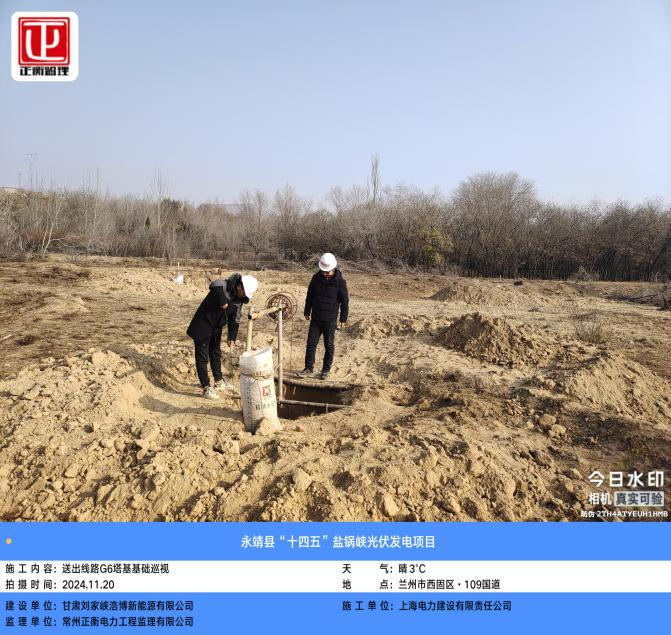 正衡监理
今日水印
相机 真实可验
防伪 2TH4ATYEUH1HMB
永靖县“十四五”盐锅峡光伏发电项目
施工内容：送出线路G6塔基基础巡视
天气：晴 3℃
拍摄时间：2024.11.20
地点：兰州市西固区·109国道
建设单位：甘肃刘家峡浩博新能源有限公司
施工单位：上海电力建设有限责任公司
监理单位：常州正衡电力工程监理有限公司